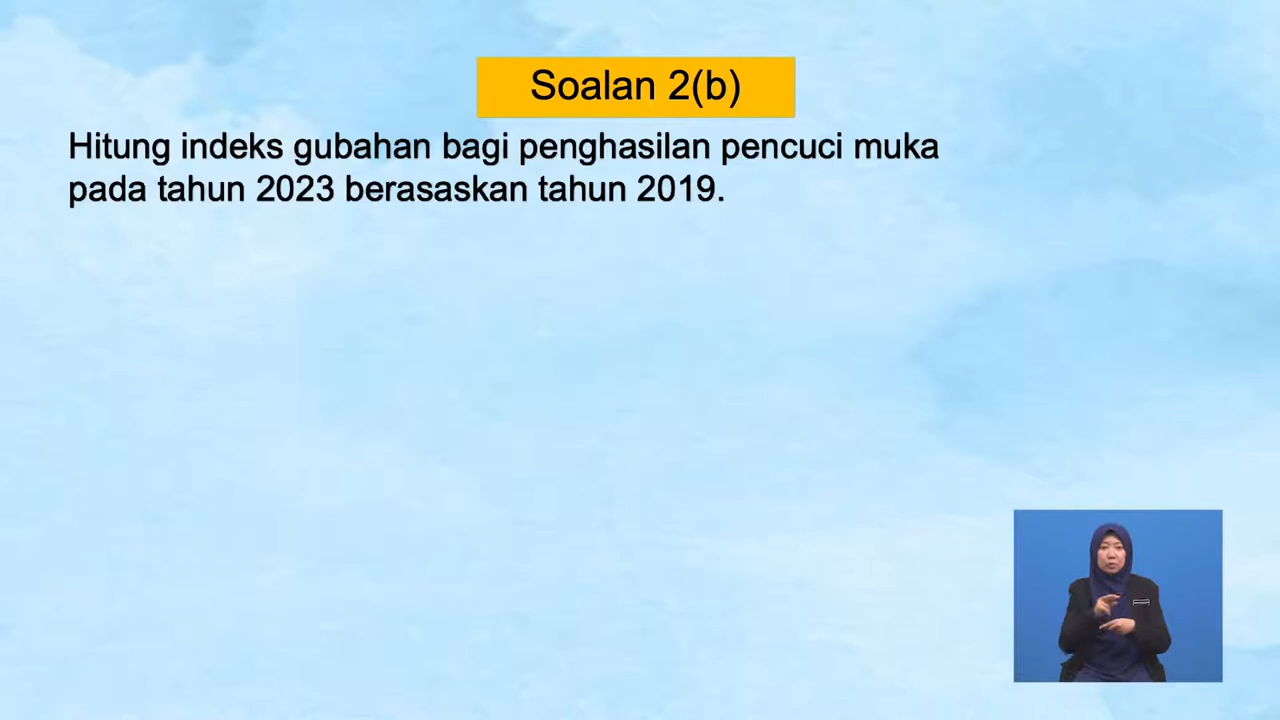 Soalan 2(b)
Hitung indeks gubahan bagi penghasilan pencuci muka
pada tahun 2023 berasaskan tahun 2019.